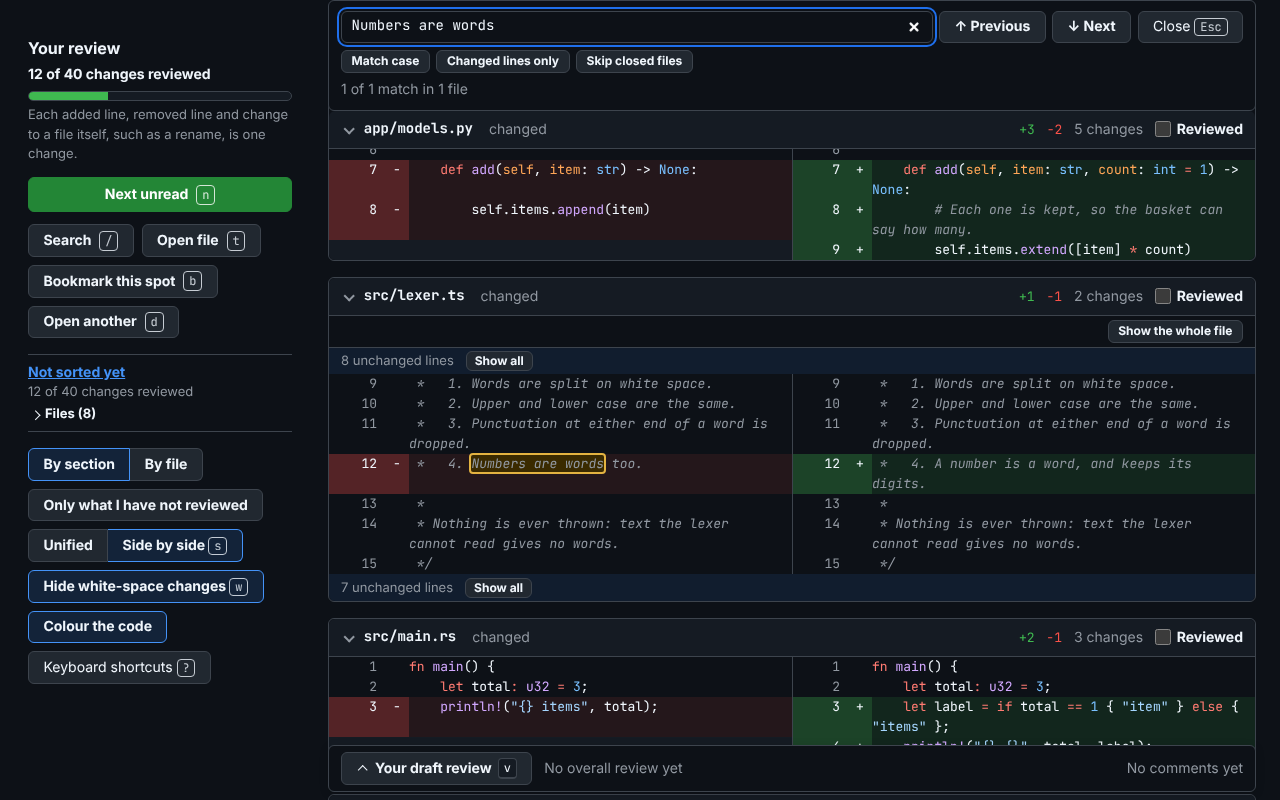 Your review
12 of 40 changes reviewed
Each added line, removed line and change
to a file itself, such as a rename, is one
change.
Next unread n
Search / Open file t
Bookmark this spot b
Open another d
Not sorted yet
12 of 40 changes reviewed
Files (8)
By section By file
Only what I have not reviewed
Unified Side by side s
Hide white-space changes w
Colour the code
Keyboard shortcuts ?
Numbers are words × ↑ Previous ↓ Next Close Esc
Match case Changed lines only Skip closed files
1 of 1 match in 1 file
app/models.py changed +3 -2 5 changes Reviewed
7 - def add(self, item: str) -> None:
8 - self.items.append(item)
7 + def add(self, item: str, count: int = 1) ->
None:
8 + # Each one is kept, so the basket can
say how many.
9 + self.items.extend([item] * count)
src/lexer.ts changed +1 -1 2 changes Reviewed
Show the whole file
8 unchanged lines Show all
9 * 1. Words are split on white space.
10 * 2. Upper and lower case are the same.
11 * 3. Punctuation at either end of a word is
dropped.
12 - * 4. Numbers are words too.
13 *
14 * Nothing is ever thrown: text the lexer
cannot read gives no words.
15 */
9 * 1. Words are split on white space.
10 * 2. Upper and lower case are the same.
11 * 3. Punctuation at either end of a word is
dropped.
12 + * 4. A number is a word, and keeps its
digits.
13 *
14 * Nothing is ever thrown: text the lexer
cannot read gives no words.
15 */
7 unchanged lines Show all
src/main.rs changed +2 -1 3 changes Reviewed
1 fn main() {
2 let total: u32 = 3;
3 - println!("{} items", total);
1 fn main() {
2 let total: u32 = 3;
3 + let label = if total == 1 { "item" } else {
"items" };
4 + println!("{} {}", total, label);
Your draft review v No overall review yet No comments yet